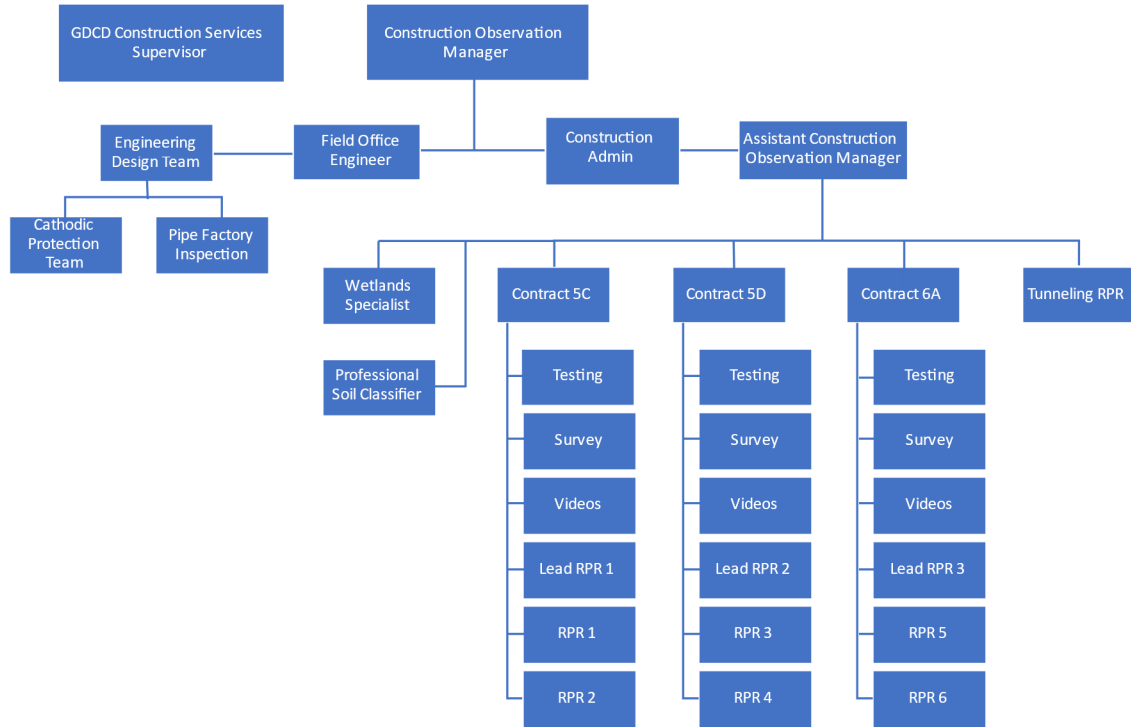 GDCD Construction Services
Supervisor
Construction Observation
Manager
Engineering
Design Team
Field Office
Engineer
Construction
Admin
Assistant Construction
Observation Manager
Cathodic
Protection
Team
Pipe Factory
Inspection
Wetlands
Specialist
Contract 5C
Contract 5D
Contract 6A
Tunneling RPR
Professional
Soil Classifier
Testing
Testing
Testing
Survey
Survey
Survey
Videos
Videos
Videos
Lead RPR 1
Lead RPR 2
Lead RPR 3
RPR 1
RPR 3
RPR 5
RPR 2
RPR 4
RPR 6